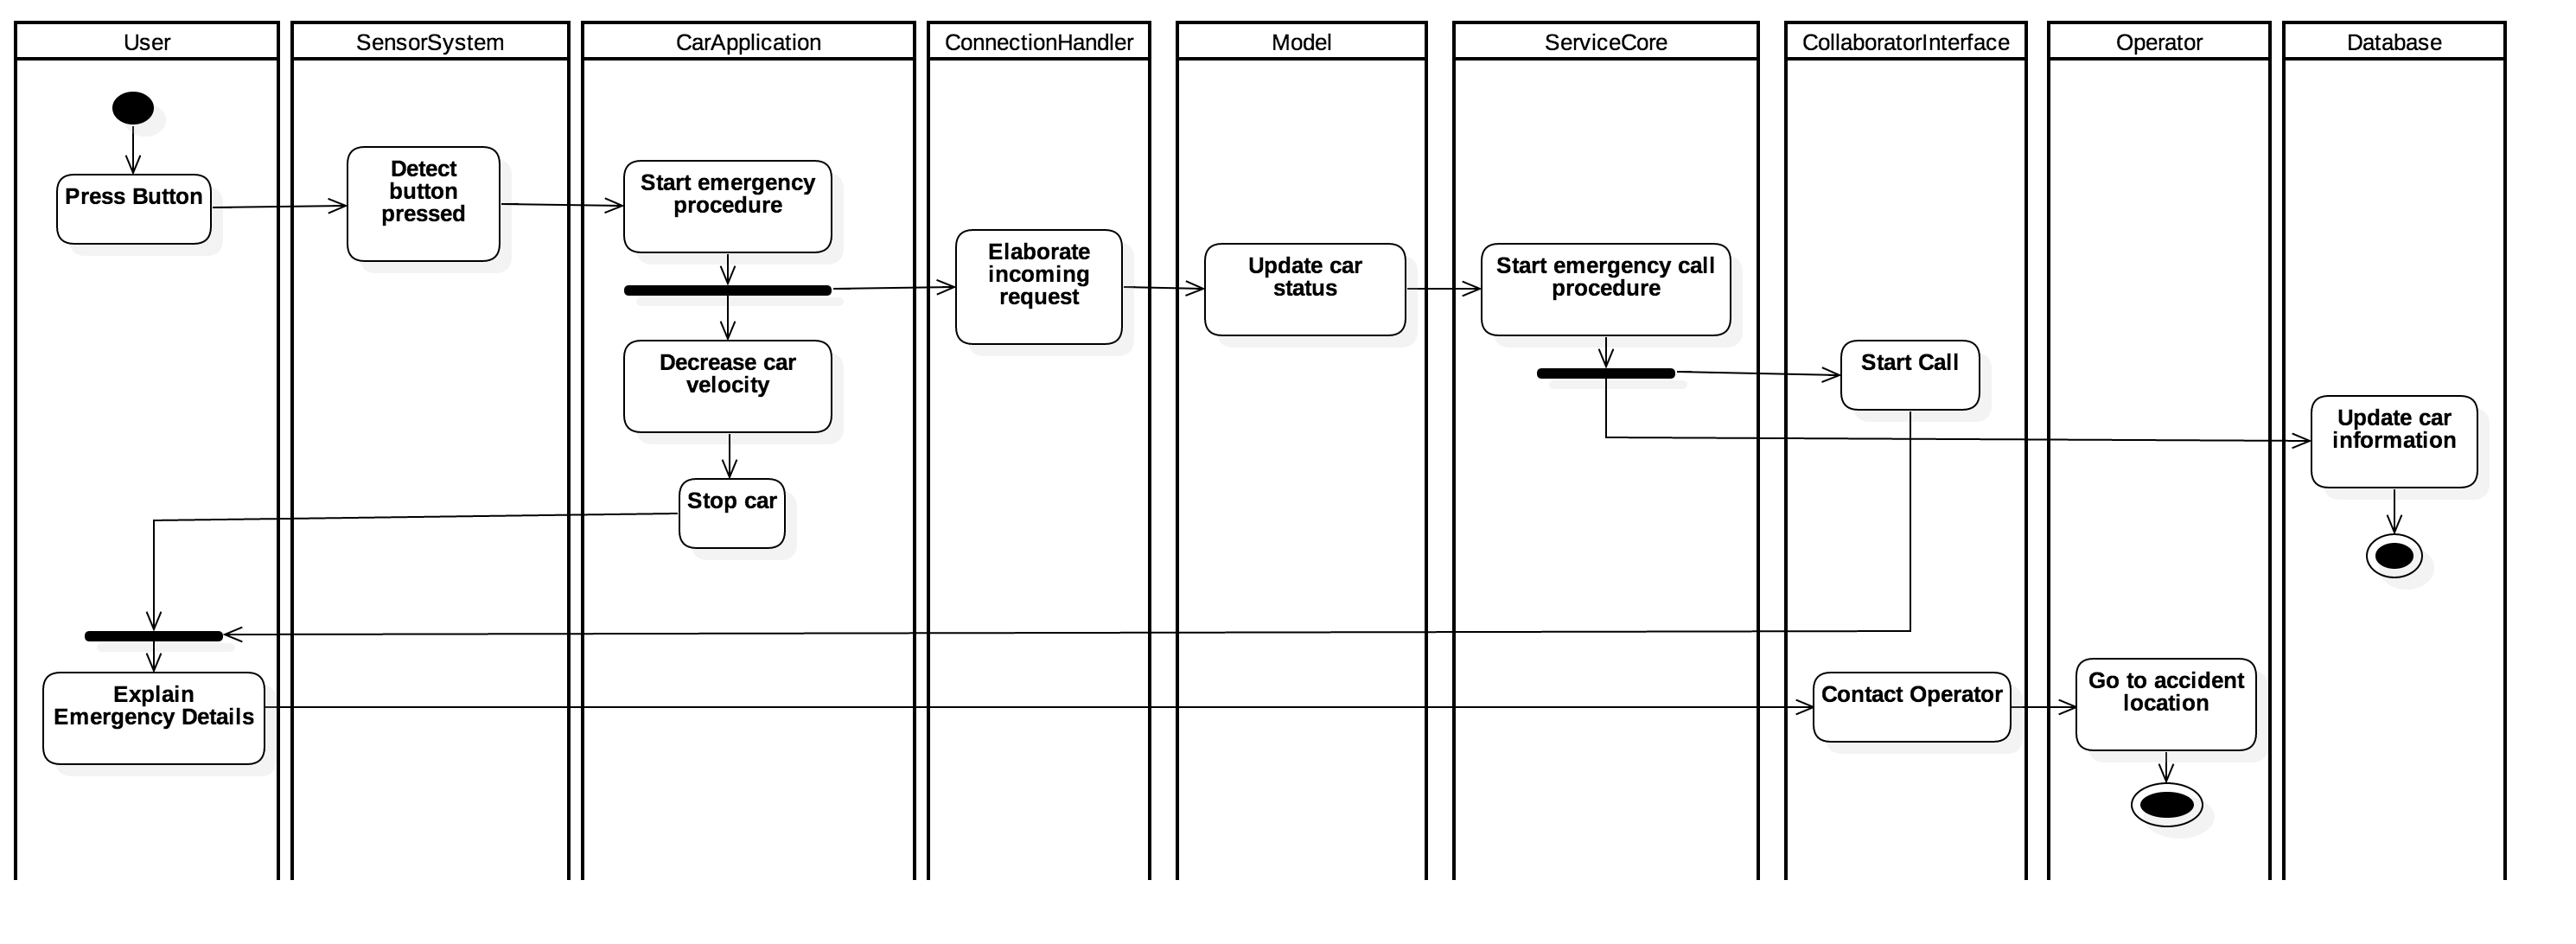 User
SensorSystem
CarApplication
ConnectionHandler
Model
ServiceCore
CollaboratorInterface
Operator
Database
Press Button
Detect
button
pressed
Start emergency
procedure
Elaborate
incoming
request
Update car
status
Start emergency call
procedure
Decrease car
velocity
Start Call
Update car
information
Stop car
Explain
Emergency Details
Contact Operator
Go to accident
location